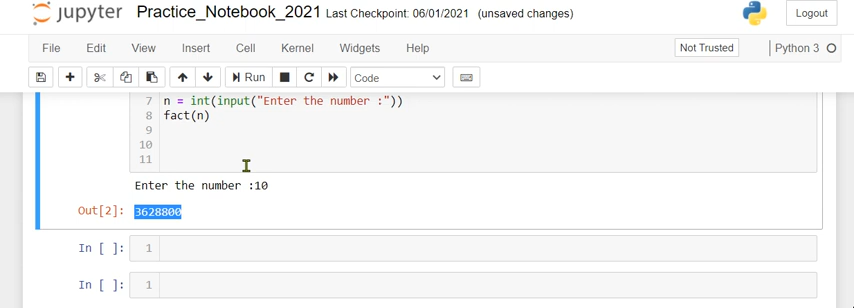 jupyter Practice_Notebook_2021 Last Checkpoint: 06/01/2021 (unsaved changes) Logout
File Edit View Insert Cell Kernel Widgets Help Not Trusted Python 3
Run Code
7 n = int(input("Enter the number :"))
8 fact(n)
9
10
11
Enter the number :10
Out[2]: 3628800
In [ ]: 1
In [ ]: 1